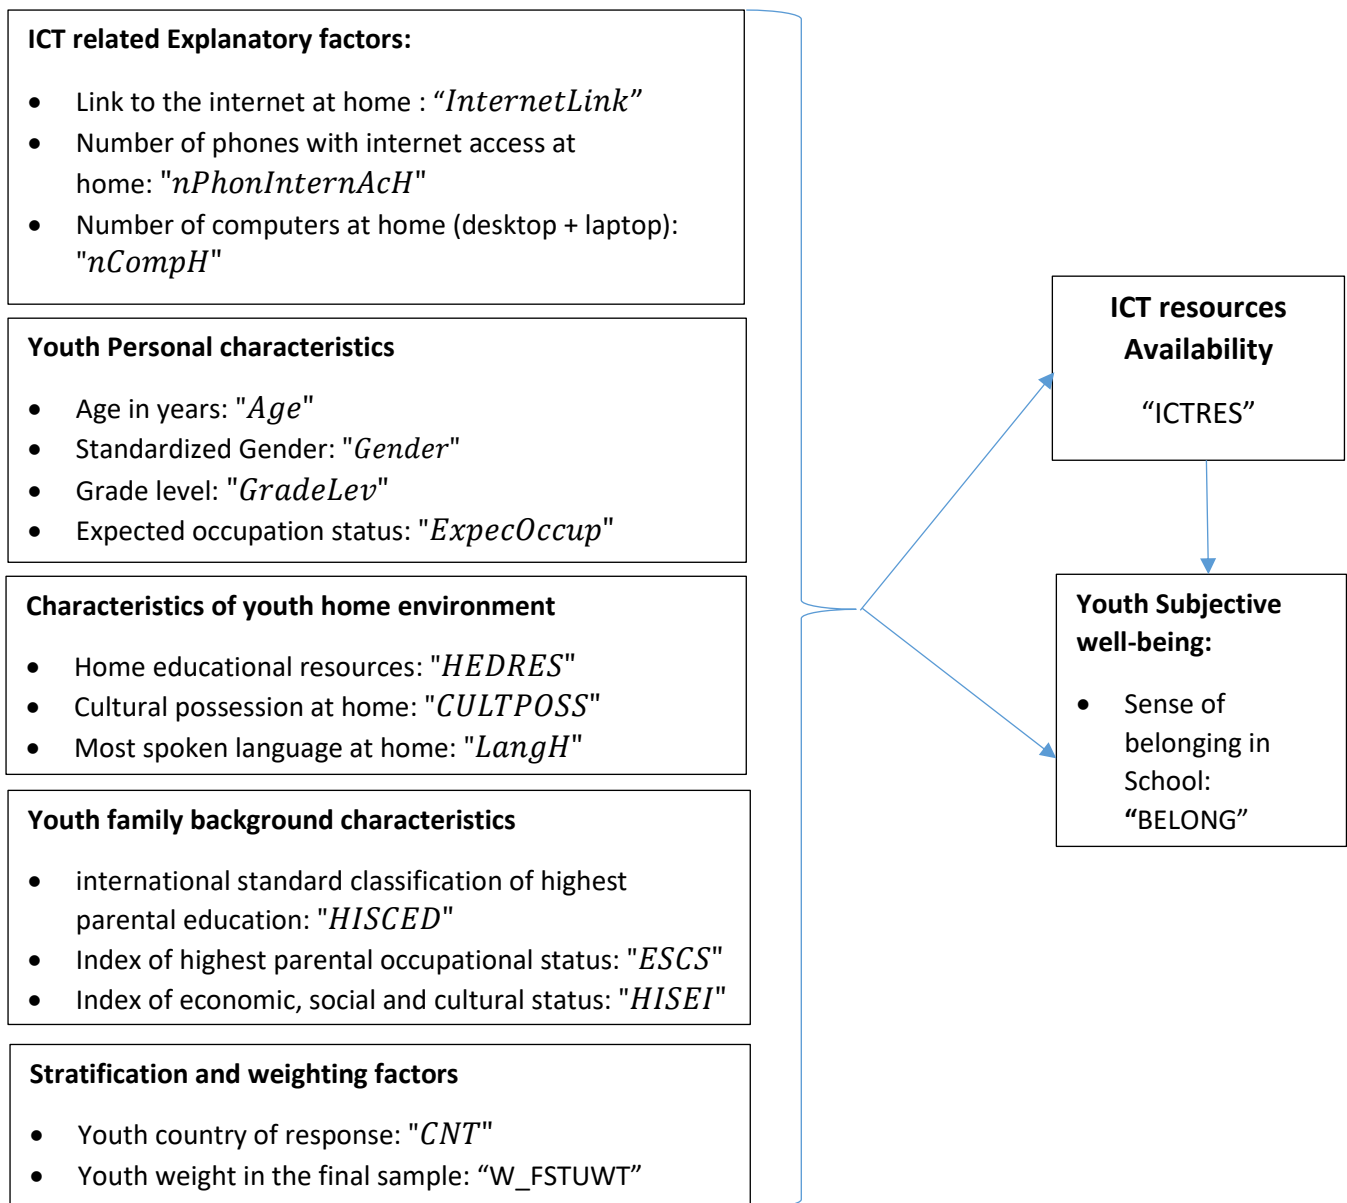 ICT related Explanatory factors:
• Link to the internet at home : “InternetLink”
• Number of phones with internet access at
home: "nPhonInternAcH"
• Number of computers at home (desktop + laptop):
"nCompH"
Youth Personal characteristics
• Age in years: "Age"
• Standardized Gender: "Gender"
• Grade level: "GradeLev"
• Expected occupation status: "ExpecOccup"
Characteristics of youth home environment
• Home educational resources: "HEDRES"
• Cultural possession at home: "CULTPOSS"
• Most spoken language at home: "LangH"
Youth family background characteristics
• international standard classification of highest
parental education: "HISCED"
• Index of highest parental occupational status: "ESCS"
• Index of economic, social and cultural status: "HISEI"
Stratification and weighting factors
• Youth country of response: "CNT"
• Youth weight in the final sample: “W_FSTUWT”
ICT resources
Availability
“ICTRES”
Youth Subjective
well-being:
• Sense of
belonging in
School:
“BELONG”